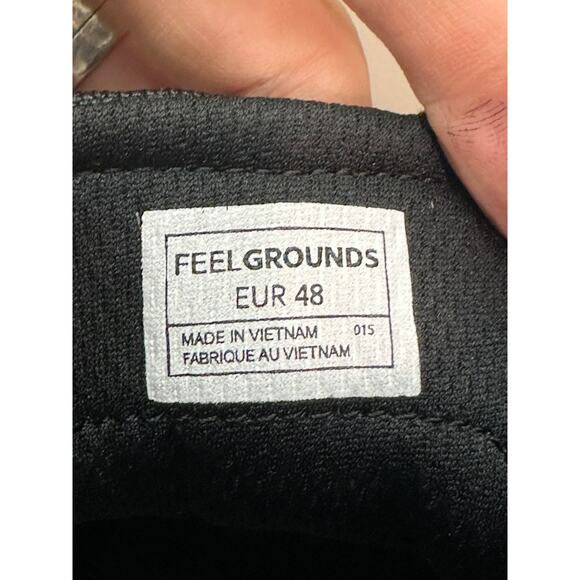 FEELGROUNDS
EUR 48
MADE IN VIETNAM 015
FABRIQUE AU VIETNAM